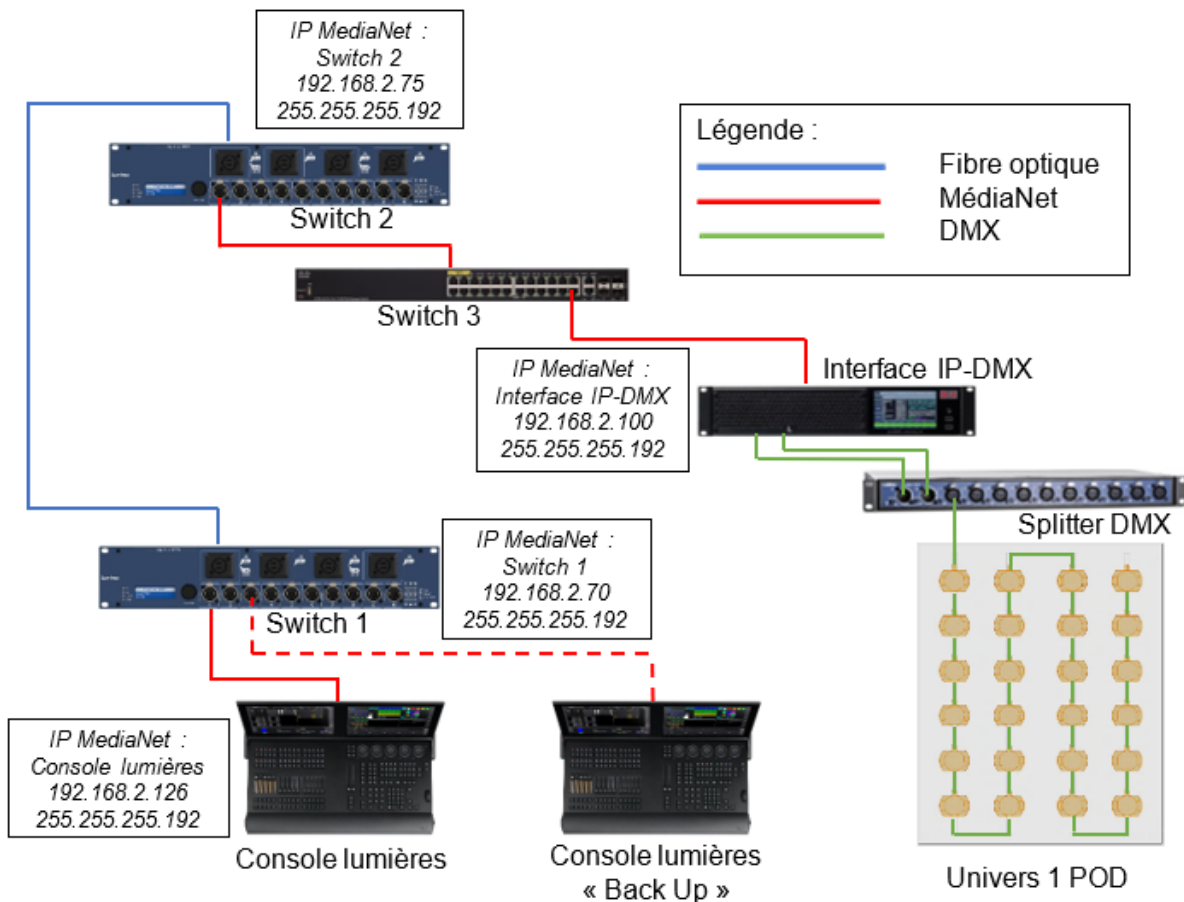 IP MediaNet :
Switch 2
192.168.2.75
255.255.255.192
Légende :
Fibre optique
MédiaNet
DMX
Switch 2
Switch 3
IP MediaNet :
Interface IP-DMX
192.168.2.100
255.255.255.192
Interface IP-DMX
Splitter DMX
IP MediaNet :
Switch 1
192.168.2.70
255.255.255.192
Switch 1
IP MediaNet :
Console lumières
192.168.2.126
255.255.255.192
Console lumières
Console lumières
« Back Up »
Univers 1 POD